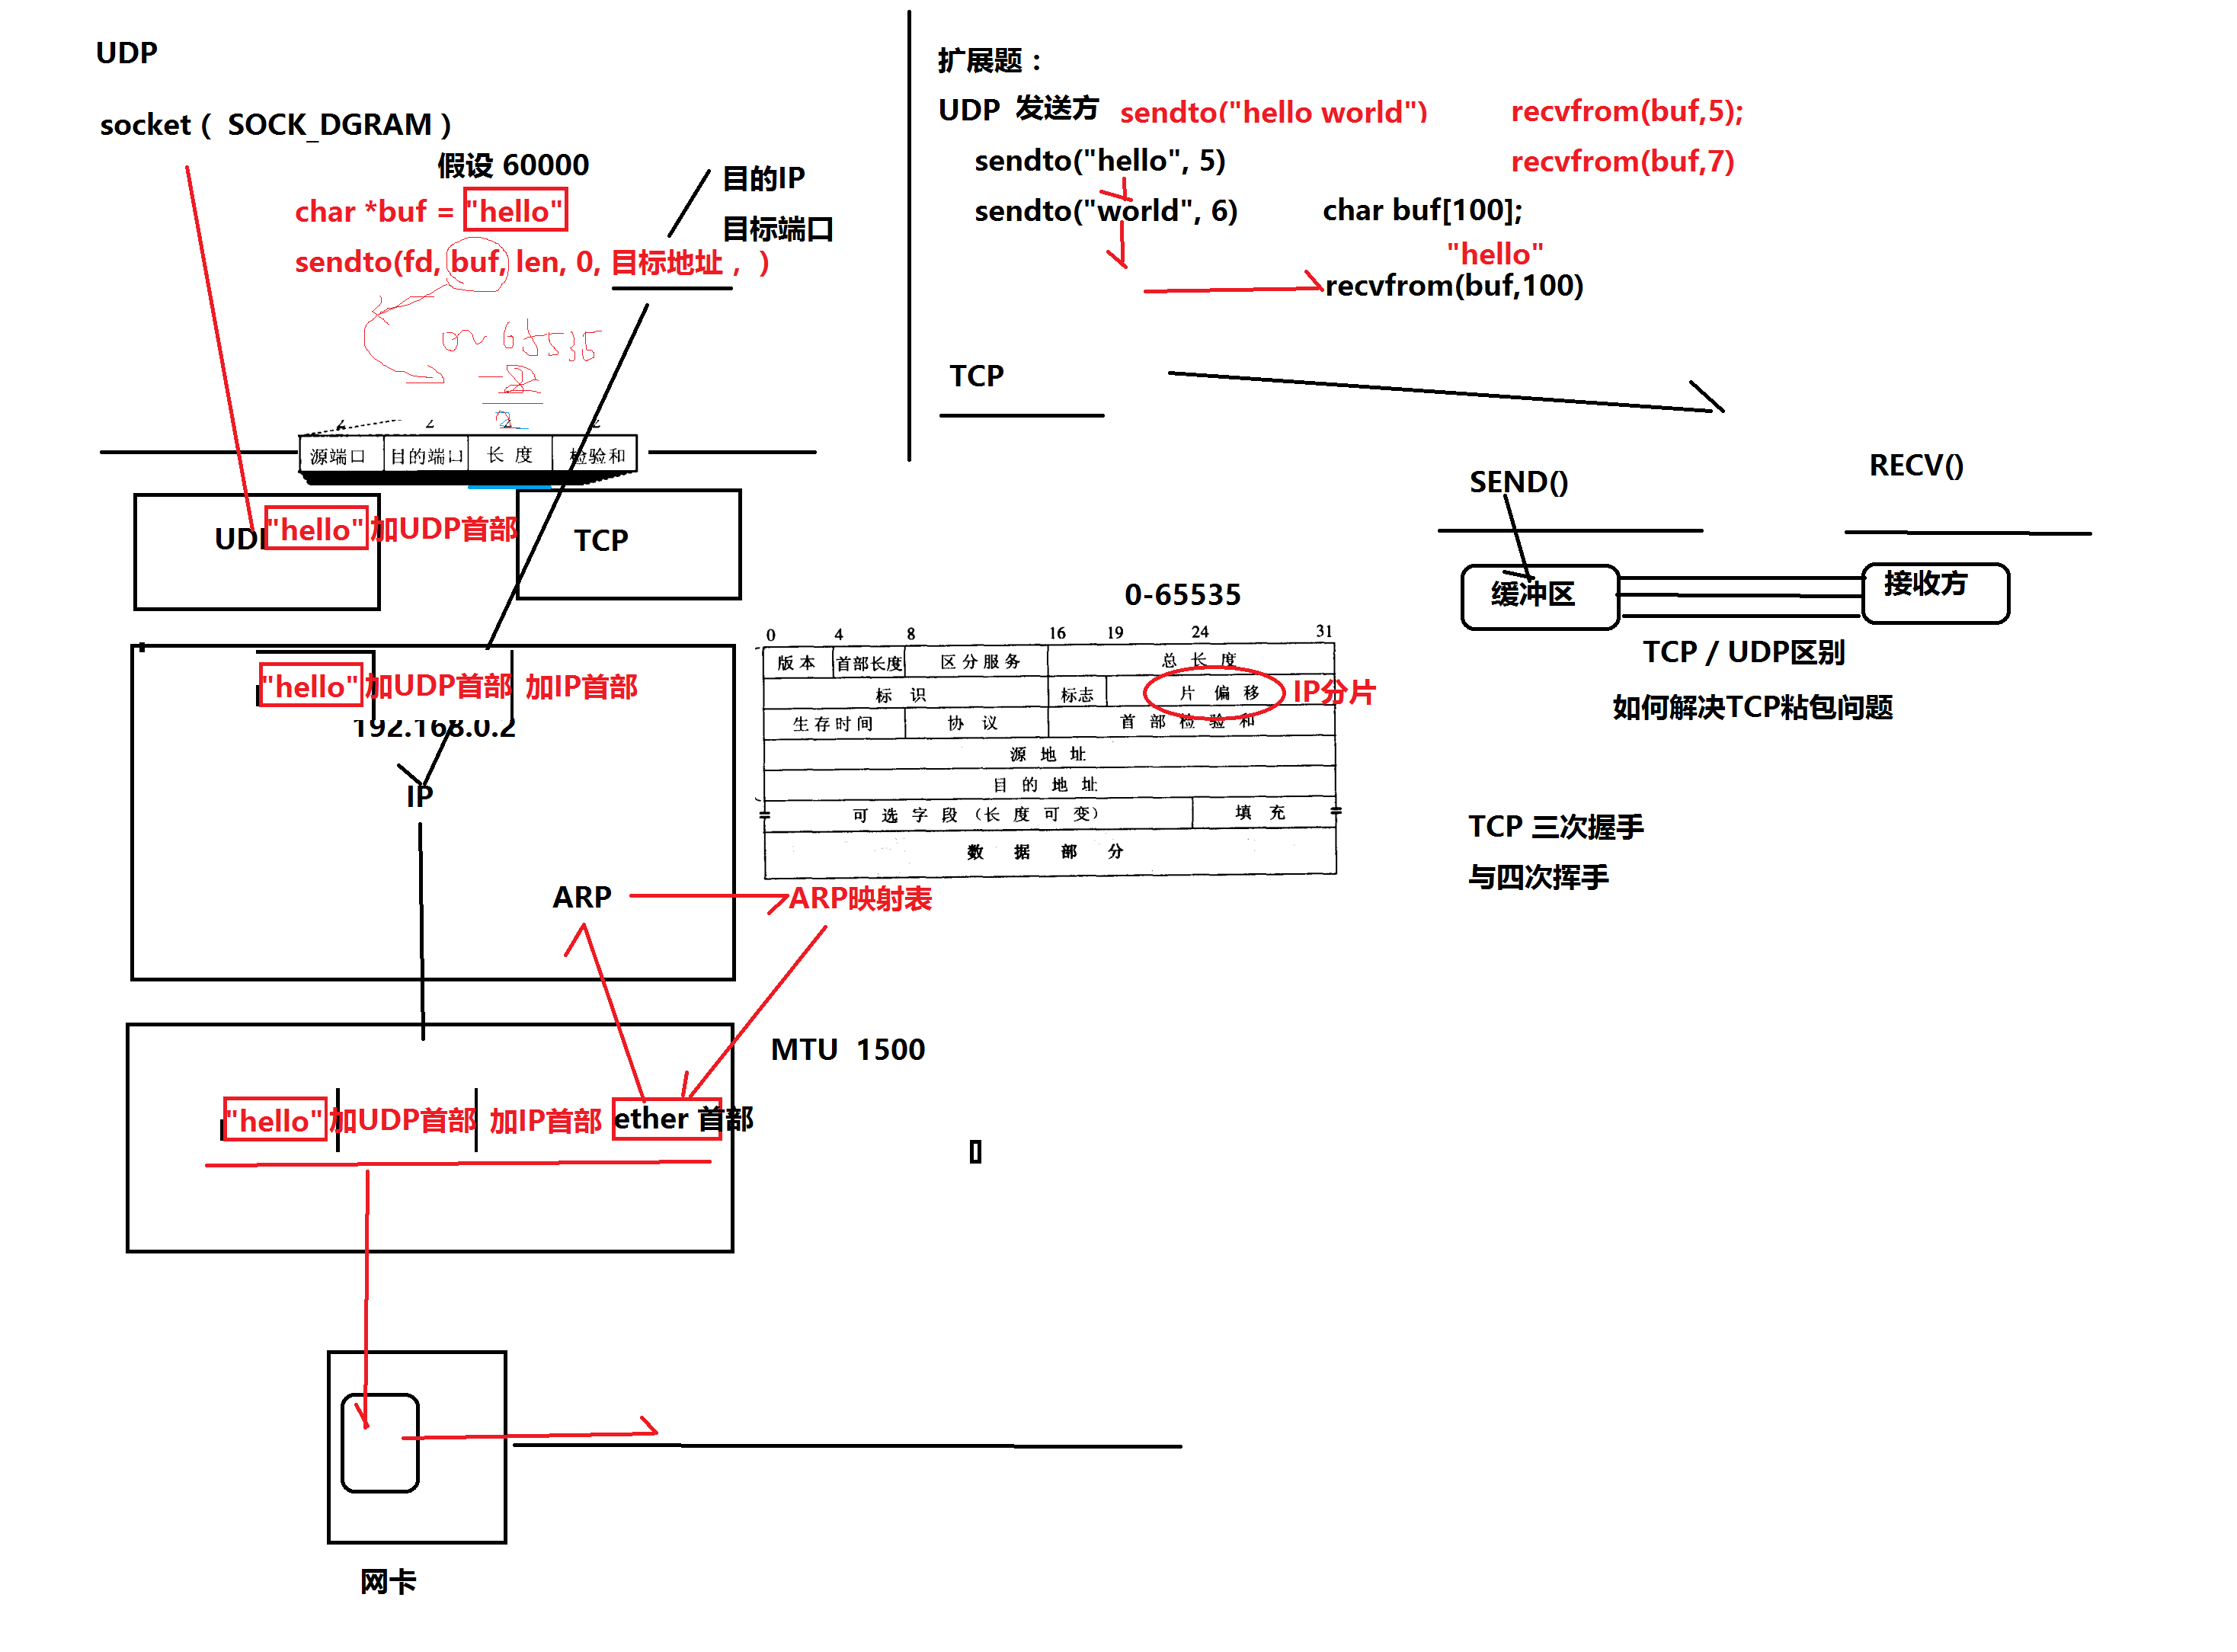 UDP
socket（ SOCK_DGRAM）
假设 60000
char *buf = "hello"
sendto(fd, buf, len, 0, 目标地址， )
目的IP
目标端口
0~65535
2 2 2
源端口 目的端口 长 度 检验和
"hello" 加UDP首部
TCP
"hello" 加UDP首部 加IP首部
192.168.0.2
IP
ARP
ARP映射表
MTU 1500
"hello" 加UDP首部 加IP首部 ether 首部
网卡
扩展题：
UDP 发送方 sendto("hello world") recvfrom(buf,5);
sendto("hello", 5) recvfrom(buf,7)
sendto("world", 6) char buf[100];
"hello"
recvfrom(buf,100)
TCP
SEND() RECV()
缓冲区 接收方
TCP / UDP区别
如何解决TCP粘包问题
TCP 三次握手
与四次挥手
0-65535
0 4 8 16 19 24 31
版 本 首部长度 区 分 服 务 总 长 度
标 识 标志 片 偏 移 IP分片
生 存 时 间 协 议 首 部 检 验 和
源 地 址
目 的 地 址
可 选 字 段 （长 度 可 变） 填 充
数 据 部 分